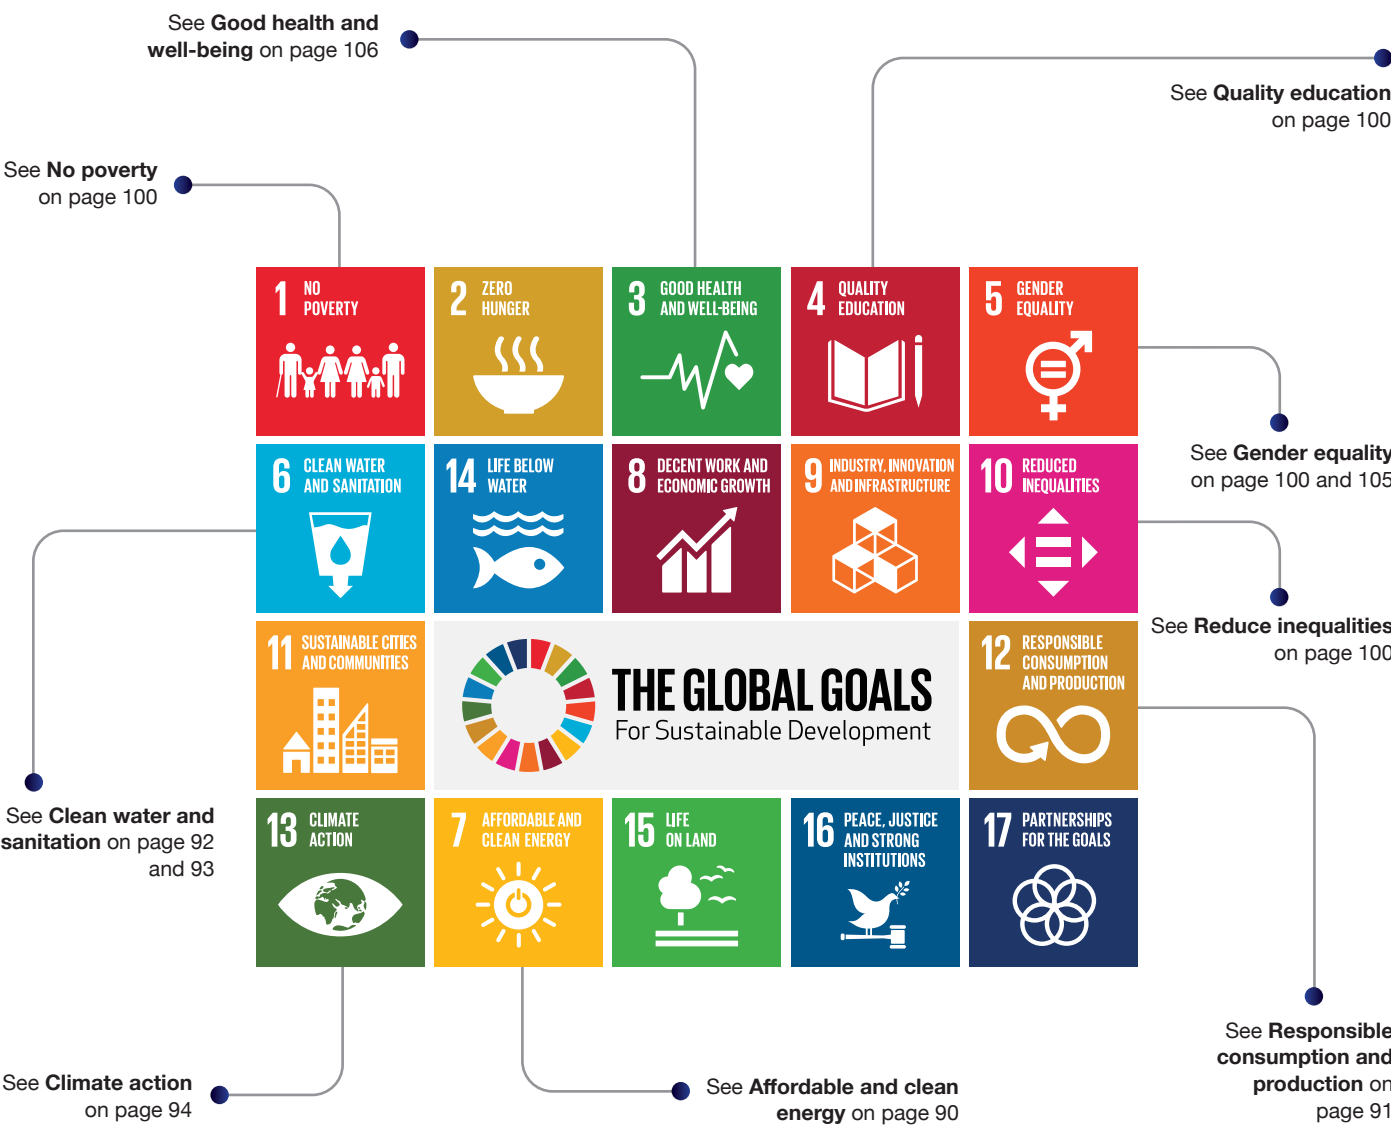 See Good health and
well-being on page 106
See Quality education
on page 100
See No poverty
on page 100
1 NO
POVERTY
2 ZERO
HUNGER
3 GOOD HEALTH
AND WELL-BEING
4 QUALITY
EDUCATION
5 GENDER
EQUALITY
See Gender equality
on page 100 and 105
6 CLEAN WATER
AND SANITATION
14 LIFE BELOW
WATER
8 DECENT WORK AND
ECONOMIC GROWTH
9 INDUSTRY, INNOVATION
AND INFRASTRUCTURE
10 REDUCED
INEQUALITIES
See Reduce inequalities
on page 100
11 SUSTAINABLE CITIES
AND COMMUNITIES
THE GLOBAL GOALS
For Sustainable Development
12 RESPONSIBLE
CONSUMPTION
AND PRODUCTION
See Clean water and
sanitation on page 92
and 93
13 CLIMATE
ACTION
7 AFFORDABLE AND
CLEAN ENERGY
15 LIFE
ON LAND
16 PEACE, JUSTICE
AND STRONG
INSTITUTIONS
17 PARTNERSHIPS
FOR THE GOALS
See Climate action
on page 94
See Affordable and clean
energy on page 90
See Responsible
consumption and
production on
page 91